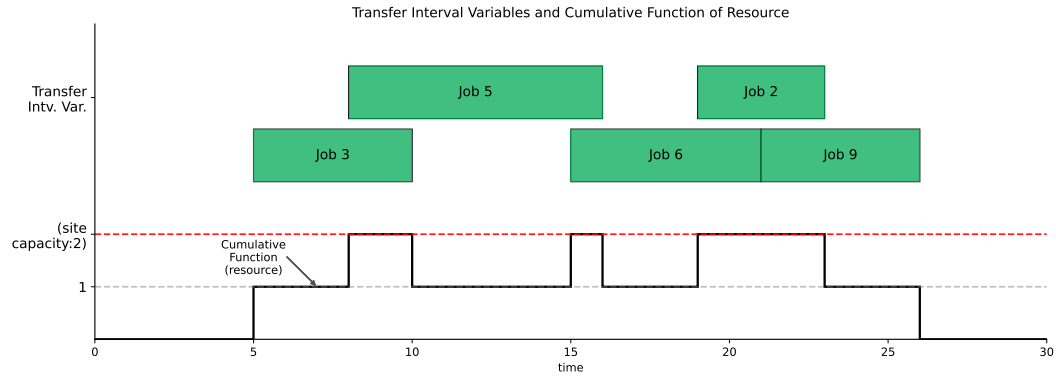 Transfer Interval Variables and Cumulative Function of Resource
Transfer
Intv. Var.
Job 5
Job 2
Job 3
Job 6
Job 9
(site
capacity:2)
Cumulative
Function
(resource)
1
0
5
10
15
20
25
30
time